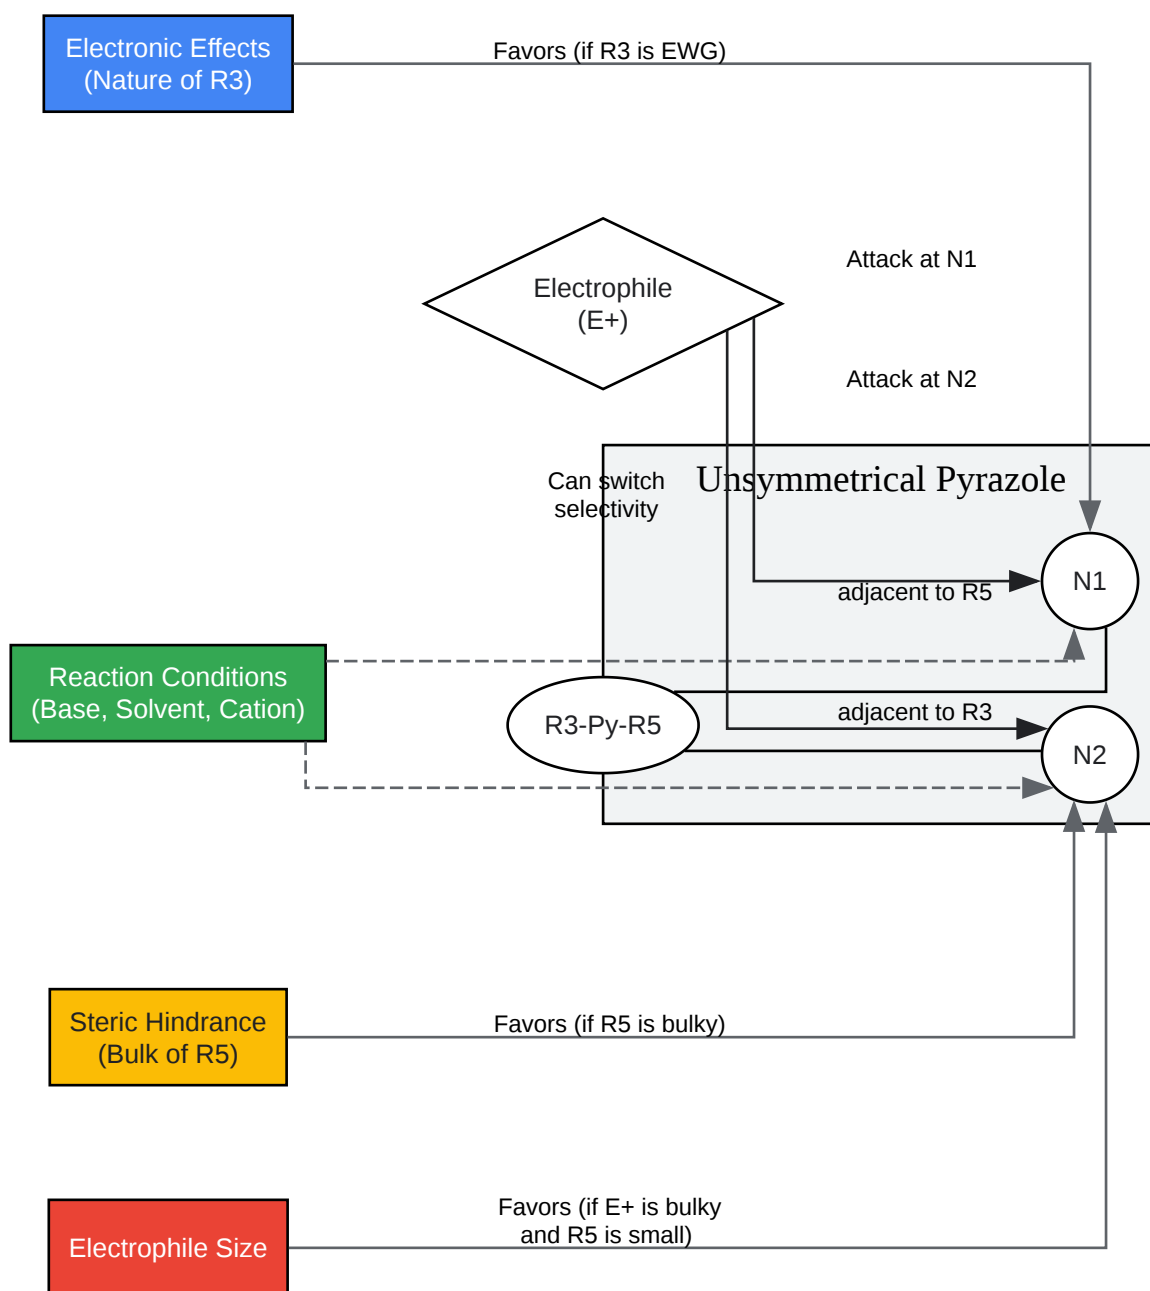 Electronic Effects
(Nature of R3)
Favors (if R3 is EWG)
Electrophile
(E+)
Attack at N1
Attack at N2
Can switch
selectivity
Unsymmetrical Pyrazole
N1
adjacent to R5
Reaction Conditions
(Base, Solvent, Cation)
R3-Py-R5
adjacent to R3
N2
Steric Hindrance
(Bulk of R5)
Favors (if R5 is bulky)
Favors (if E+ is bulky
and R5 is small)
Electrophile Size